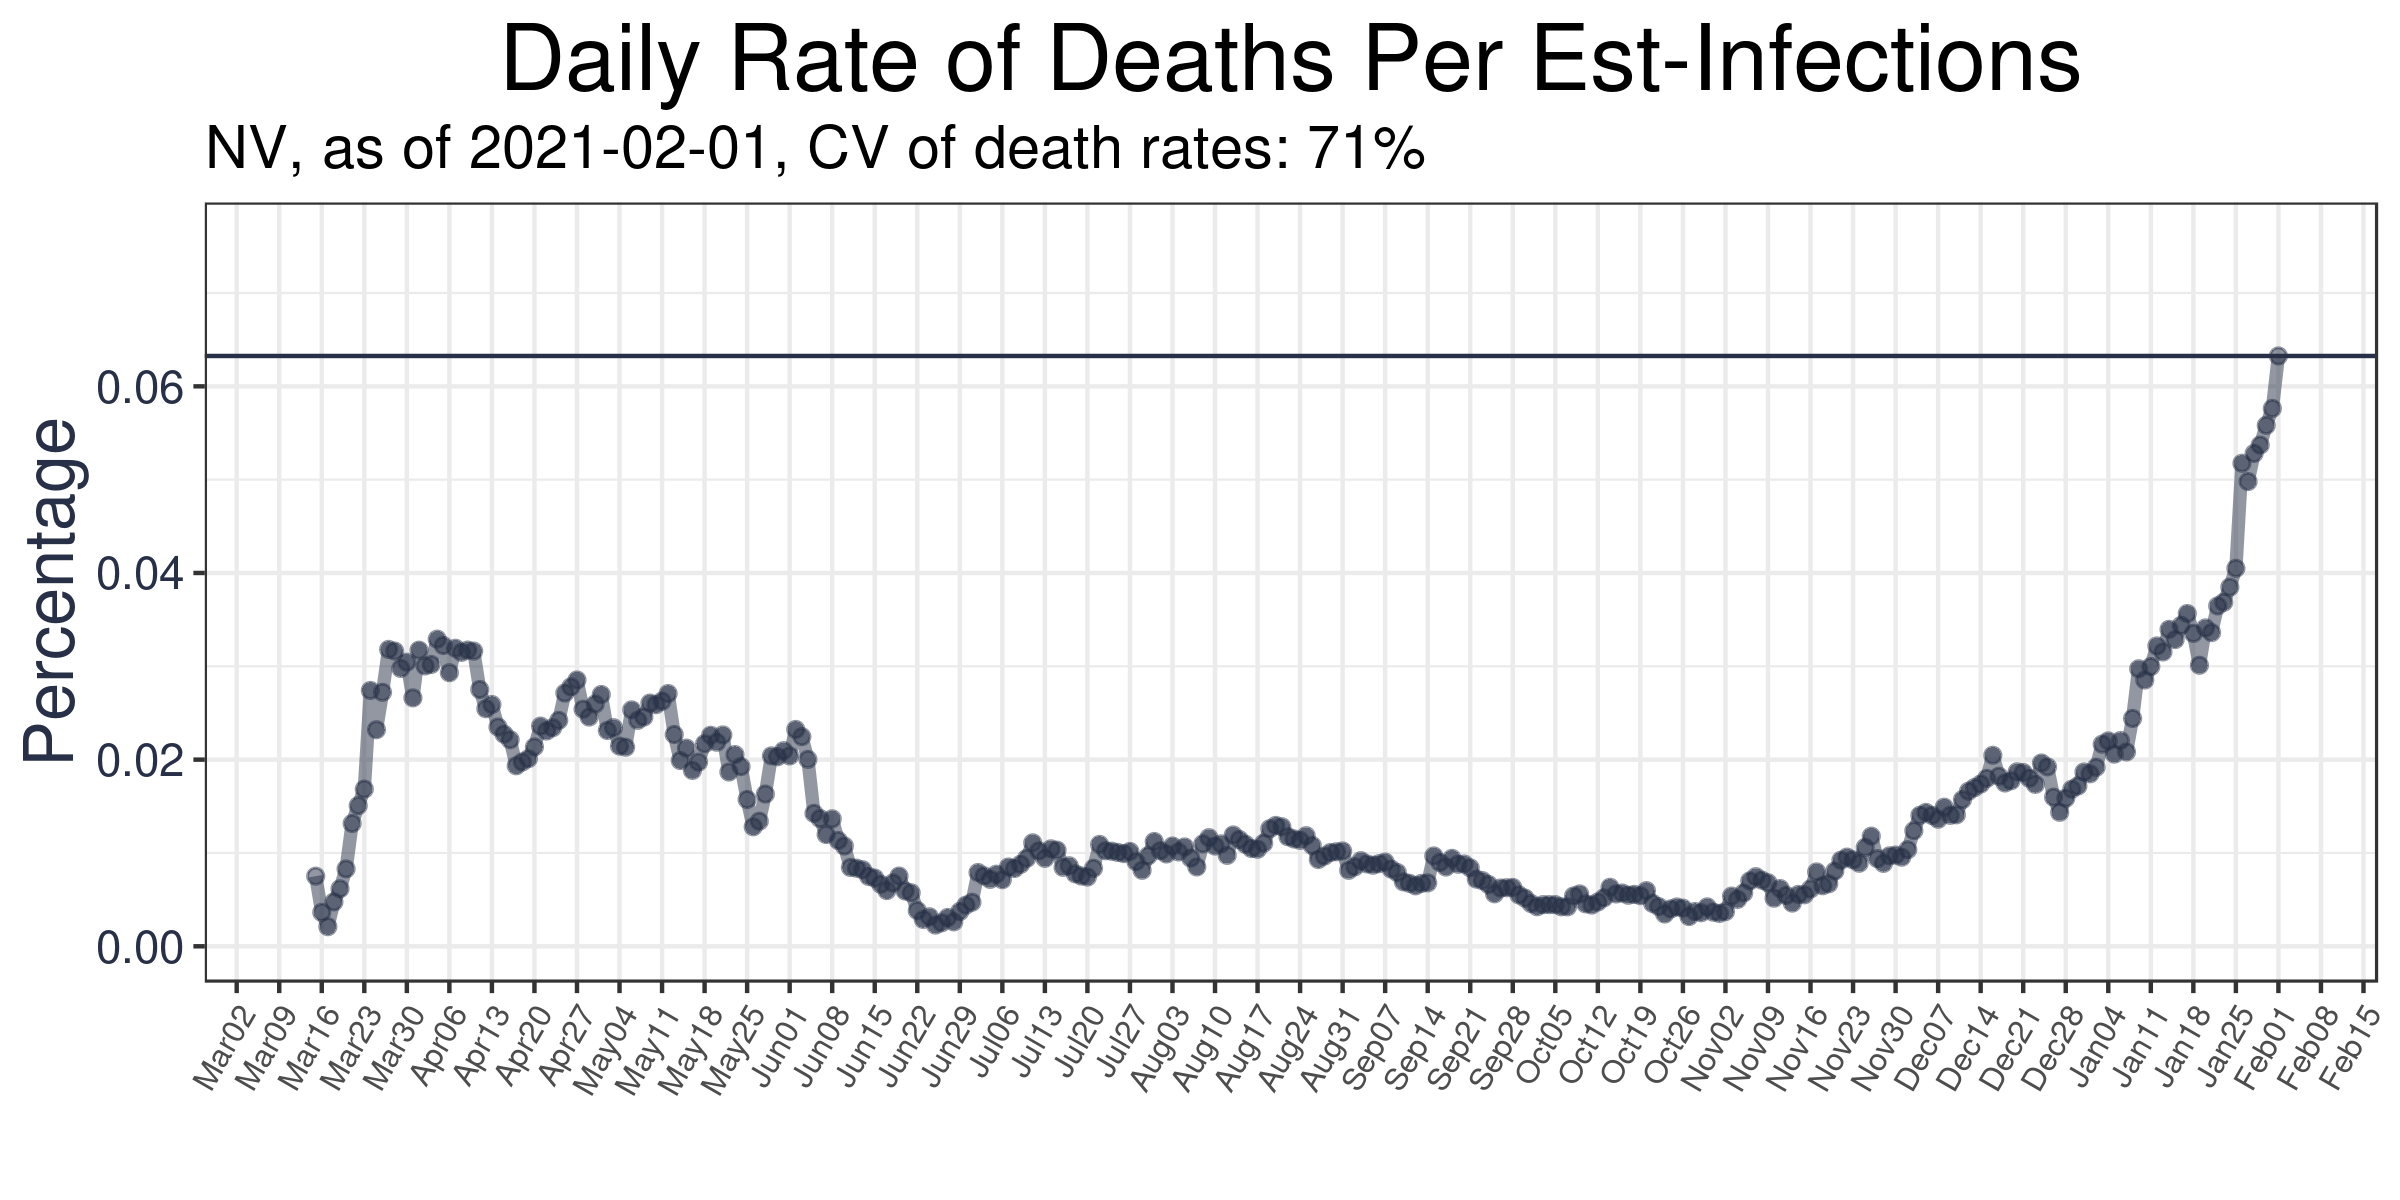 Daily Rate of Deaths Per Est-Infections
NV, as of 2021-02-01, CV of death rates: 71%
Percentage
0.06
0.04
0.02
0.00
Mar02 Mar09 Mar16 Mar23 Mar30 Apr06 Apr13 Apr20 Apr27 May04 May11 May18 May25 Jun01 Jun08 Jun15 Jun22 Jun29 Jul06 Jul13 Jul20 Jul27 Aug03 Aug10 Aug17 Aug24 Aug31 Sep07 Sep14 Sep21 Sep28 Oct05 Oct12 Oct19 Oct26 Nov02 Nov09 Nov16 Nov23 Nov30 Dec07 Dec14 Dec21 Dec28 Jan04 Jan11 Jan18 Jan25 Feb01 Feb08 Feb15